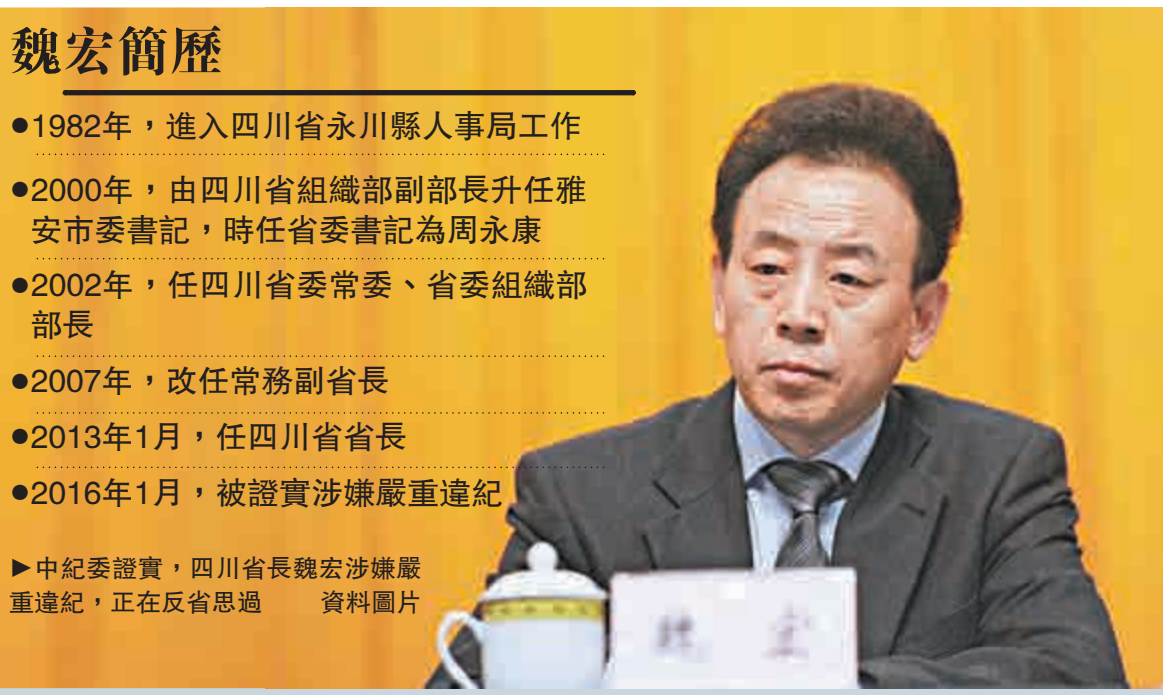 魏宏簡歷
●1982年，進入四川省永川縣人事局工作
●2000年，由四川省組織部副部長升任雅
安市委書記，時任省委書記為周永康
●2002年，任四川省委常委、省委組織部
部長
●2007年，改任常務副省長
●2013年1月，任四川省省長
●2016年1月，被證實涉嫌嚴重違紀
▶中紀委證實，四川省長魏宏涉嫌嚴
重違紀，正在反省思過　　資料圖片